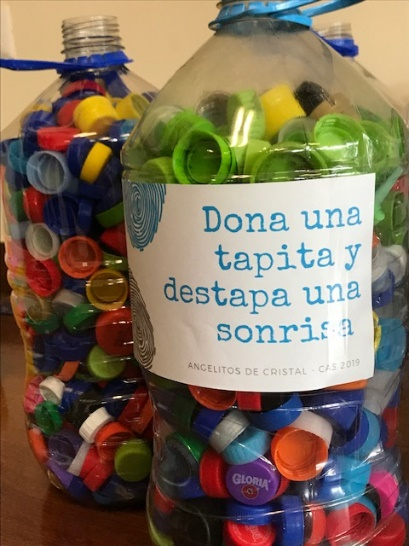 Dona una
tapita y
destapa una
sonrisa
ANGELITOS DE CRISTAL - CAS 2019
GLORIA